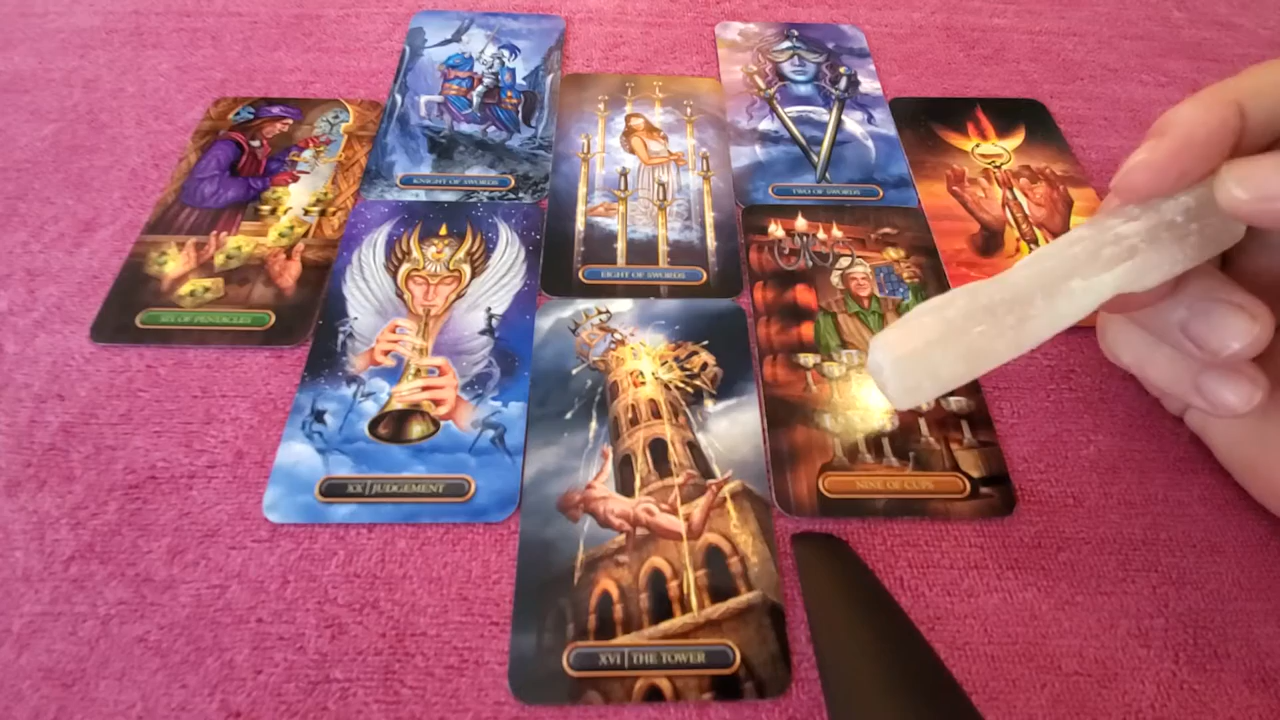 KNIGHT OF SWORDS
TWO OF SWORDS
EIGHT OF SWORDS
SIX OF PENTACLES
XX | JUDGEMENT
NINE OF CUPS
XVI | THE TOWER